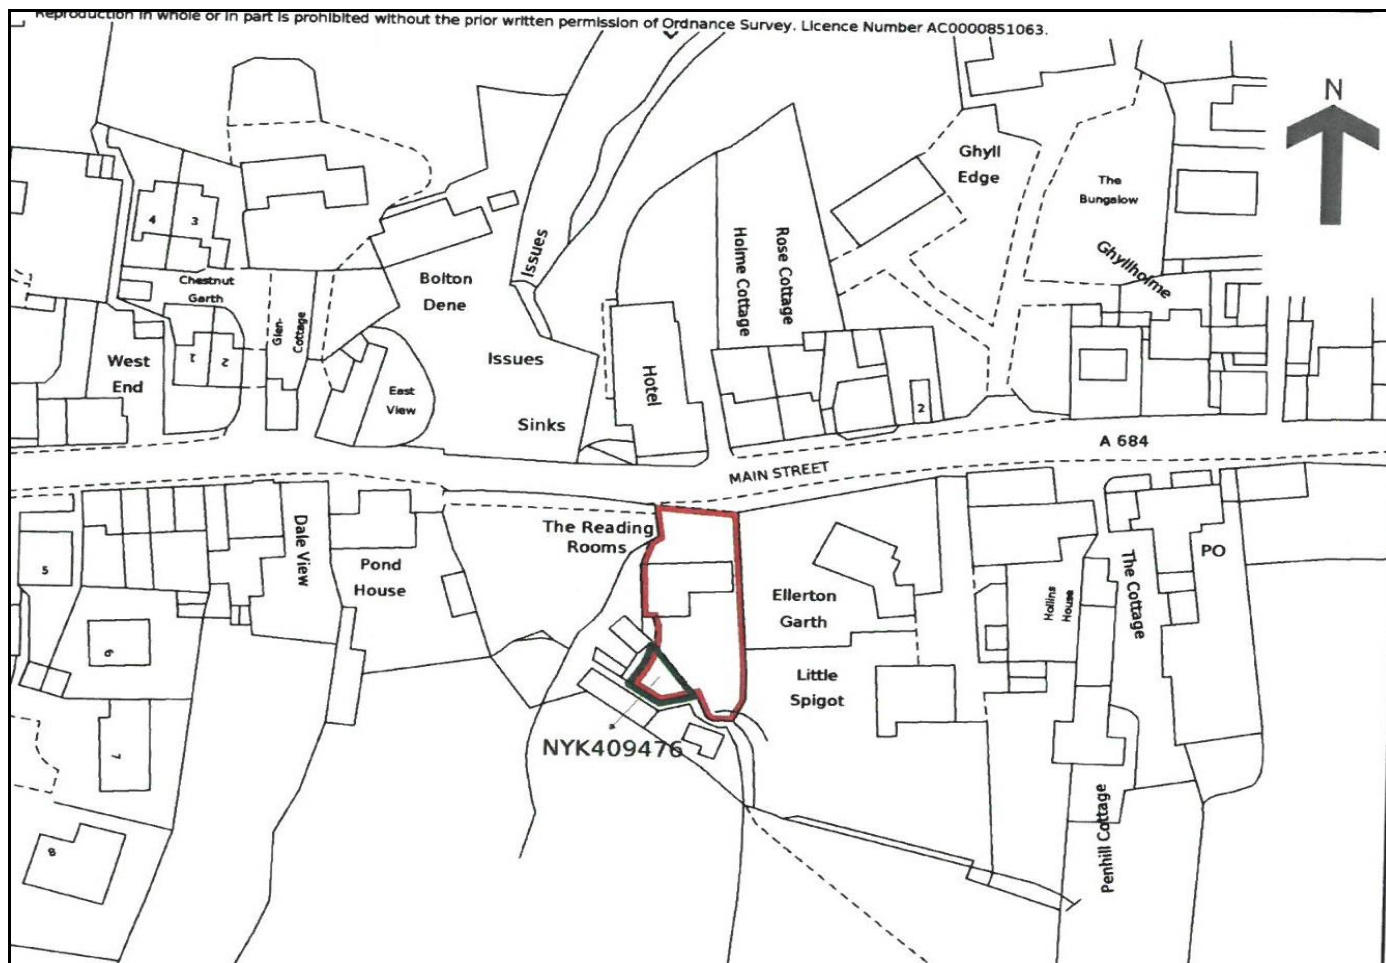 Reproduction in whole or in part is prohibited without the prior written permission of Ordnance Survey. Licence Number AC0000851063.
N
Ghyll
Edge
The
Bungalow
4
3
Issues
Holme Cottage
Rose Cottage
Ghyllholme
Chestnut
Garth
Bolton
Dene
Glen-
Cottage
West
End
1
2
Issues
Hotel
East
View
Sinks
2
A 684
MAIN STREET
Dale View
The Reading
Rooms
PO
5
Pond
House
Ellerton
Garth
Hollins
House
The Cottage
6
Little
Spigot
NYK409476
7
Penhill Cottage
8